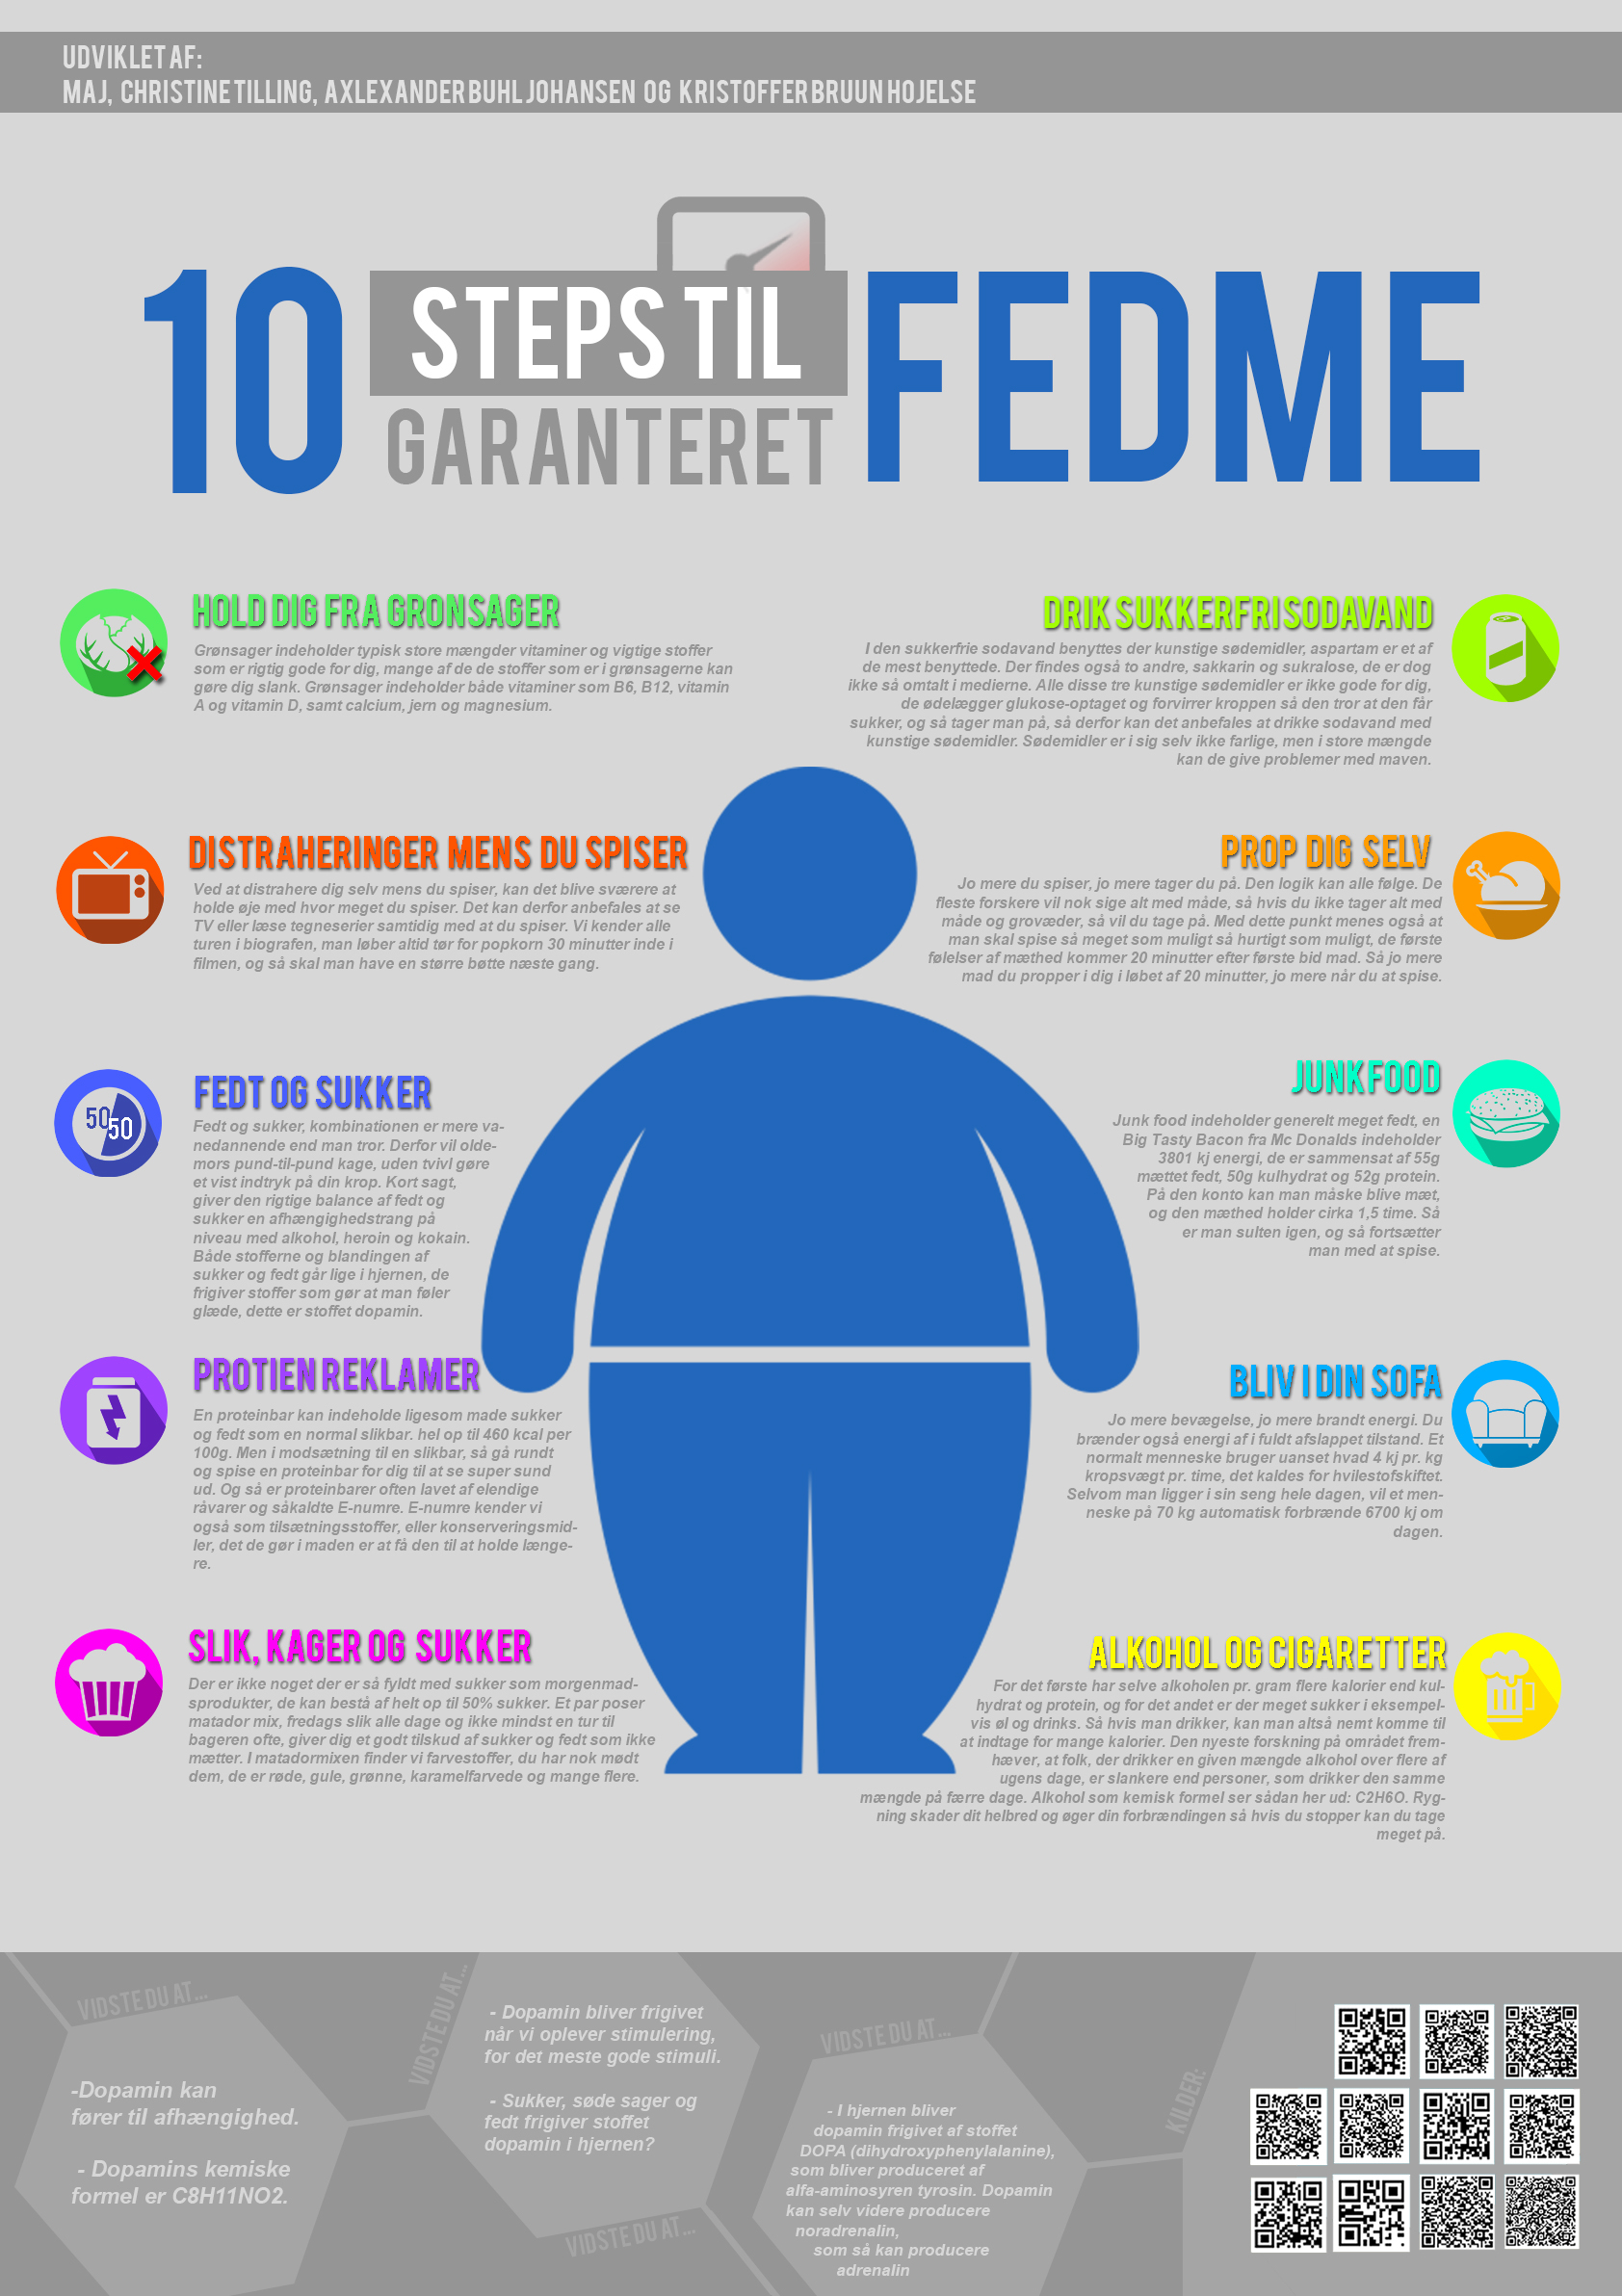 UDVIKLET AF:
MAJ, CHRISTINE TILLING, AXLEXANDER BUHL JOHANSEN OG KRISTOFFER BRUUN HOJELSE
10
STEPS TIL
GARANTERET
FEDME
HOLD DIG FRA GRONSAGER
Grønsager indeholder typisk store mængder vitaminer og vigtige stoffer
som er rigtig gode for dig, mange af de de stoffer som er i grønsagerne kan
gøre dig slank. Grønsager indeholder både vitaminer som B6, B12, vitamin
A og vitamin D, samt calcium, jern og magnesium.
DISTRAHERINGER MENS DU SPISER
Ved at distrahere dig selv mens du spiser, kan det blive sværere at
holde øje med hvor meget du spiser. Det kan derfor anbefales at se
TV eller læse tegneserier samtidig med at du spiser. Vi kender alle
turen i biografen, man løber altid tør for popkorn 30 minutter inde i
filmen, og så skal man have en større bøtte næste gang.
50
50
FEDT OG SUKKER
Fedt og sukker, kombinationen er mere va-
nedannende end man tror. Derfor vil olde-
mors pund-til-pund kage, uden tvivl gøre
et vist indtryk på din krop. Kort sagt,
giver den rigtige balance af fedt og
sukker en afhængighedstrang på
niveau med alkohol, heroin og kokain.
Både stofferne og blandingen af
sukker og fedt går lige i hjernen, de
frigiver stoffer som gør at man føler
glæde, dette er stoffet dopamin.
PROTIEN REKLAMER
En proteinbar kan indeholde ligesom made sukker
og fedt som en normal slikbar. hel op til 460 kcal per
100g. Men i modsætning til en slikbar, så gå rundt
og spise en proteinbar for dig til at se super sund
ud. Og så er proteinbarer often lavet af elendige
råvarer og såkaldte E-numre. E-numre kender vi
også som tilsætningsstoffer, eller konserveringsmid-
ler, det de gør i maden er at få den til at holde længe-
re.
SLIK, KAGER OG SUKKER
Der er ikke noget der er så fyldt med sukker som morgenmad-
sprodukter, de kan bestå af helt op til 50% sukker. Et par poser
matador mix, fredags slik alle dage og ikke mindst en tur til
bageren ofte, giver dig et godt tilskud af sukker og fedt som ikke
mætter. I matadormixen finder vi farvestoffer, du har nok mødt
dem, de er røde, gule, grønne, karamelfarvede og mange flere.
DRIK SUKKERFRI SODAVAND
I den sukkerfrie sodavand benyttes der kunstige sødemidler, aspartam er et af
de mest benyttede. Der findes også to andre, sakkarin og sukralose, de er dog
ikke så omtalt i medierne. Alle disse tre kunstige sødemidler er ikke gode for dig,
de ødelægger glukose-optaget og forvirrer kroppen så den tror at den får
sukker, og så tager man på, så derfor kan det anbefales at drikke sodavand med
kunstige sødemidler. Sødemidler er i sig selv ikke farlige, men i store mængde
kan de give problemer med maven.
PROP DIG SELV
Jo mere du spiser, jo mere tager du på. Den logik kan alle følge. De
fleste forskere vil nok sige alt med måde, så hvis du ikke tager alt med
måde og grovæder, så vil du tage på. Med dette punkt menes også at
man skal spise så meget som muligt så hurtigt som muligt, de første
følelser af mæthed kommer 20 minutter efter første bid mad. Så jo mere
mad du propper i dig i løbet af 20 minutter, jo mere når du at spise.
JUNKFOOD
Junk food indeholder generelt meget fedt, en
Big Tasty Bacon fra Mc Donalds indeholder
3801 kj energi, de er sammensat af 55g
mættet fedt, 50g kulhydrat og 52g protein.
På den konto kan man måske blive mæt,
og den mæthed holder cirka 1,5 time. Så
er man sulten igen, og så fortsætter
man med at spise.
BLIV I DIN SOFA
Jo mere bevægelse, jo mere brandt energi. Du
brænder også energi af i fuldt afslappet tilstand. Et
normalt menneske bruger uanset hvad 4 kj pr. kg
kropsvægt pr. time, det kaldes for hvilestofskiftet.
Selvom man ligger i sin seng hele dagen, vil et men-
neske på 70 kg automatisk forbrænde 6700 kj om
dagen.
ALKOHOL OG CIGARETTER
For det første har selve alkoholen pr. gram flere kalorier end kul-
hydrat og protein, og for det andet er der meget sukker i eksempel-
vis øl og drinks. Så hvis man drikker, kan man altså nemt komme til
at indtage for mange kalorier. Den nyeste forskning på området frem-
hæver, at folk, der drikker en given mængde alkohol over flere af
ugens dage, er slankere end personer, som drikker den samme
mængde på færre dage. Alkohol som kemisk formel ser sådan her ud: C2H6O. Ryg-
ning skader dit helbred og øger din forbrændingen så hvis du stopper kan du tage
meget på.
VIDSTE DU AT...
-Dopamin kan
fører til afhængighed.
- Dopamins kemiske
formel er C8H11NO2.
VIDSTE DU AT...
- Dopamin bliver frigivet
når vi oplever stimulering,
for det meste gode stimuli.
- Sukker, søde sager og
fedt frigiver stoffet
dopamin i hjernen?
VIDSTE DU AT...
VIDSTE DU AT...
- I hjernen bliver
dopamin frigivet af stoffet
DOPA (dihydroxyphenylalanine),
som bliver produceret af
alfa-aminosyren tyrosin. Dopamin
kan selv videre producere
noradrenalin,
som så kan producere
adrenalin
KILDER: